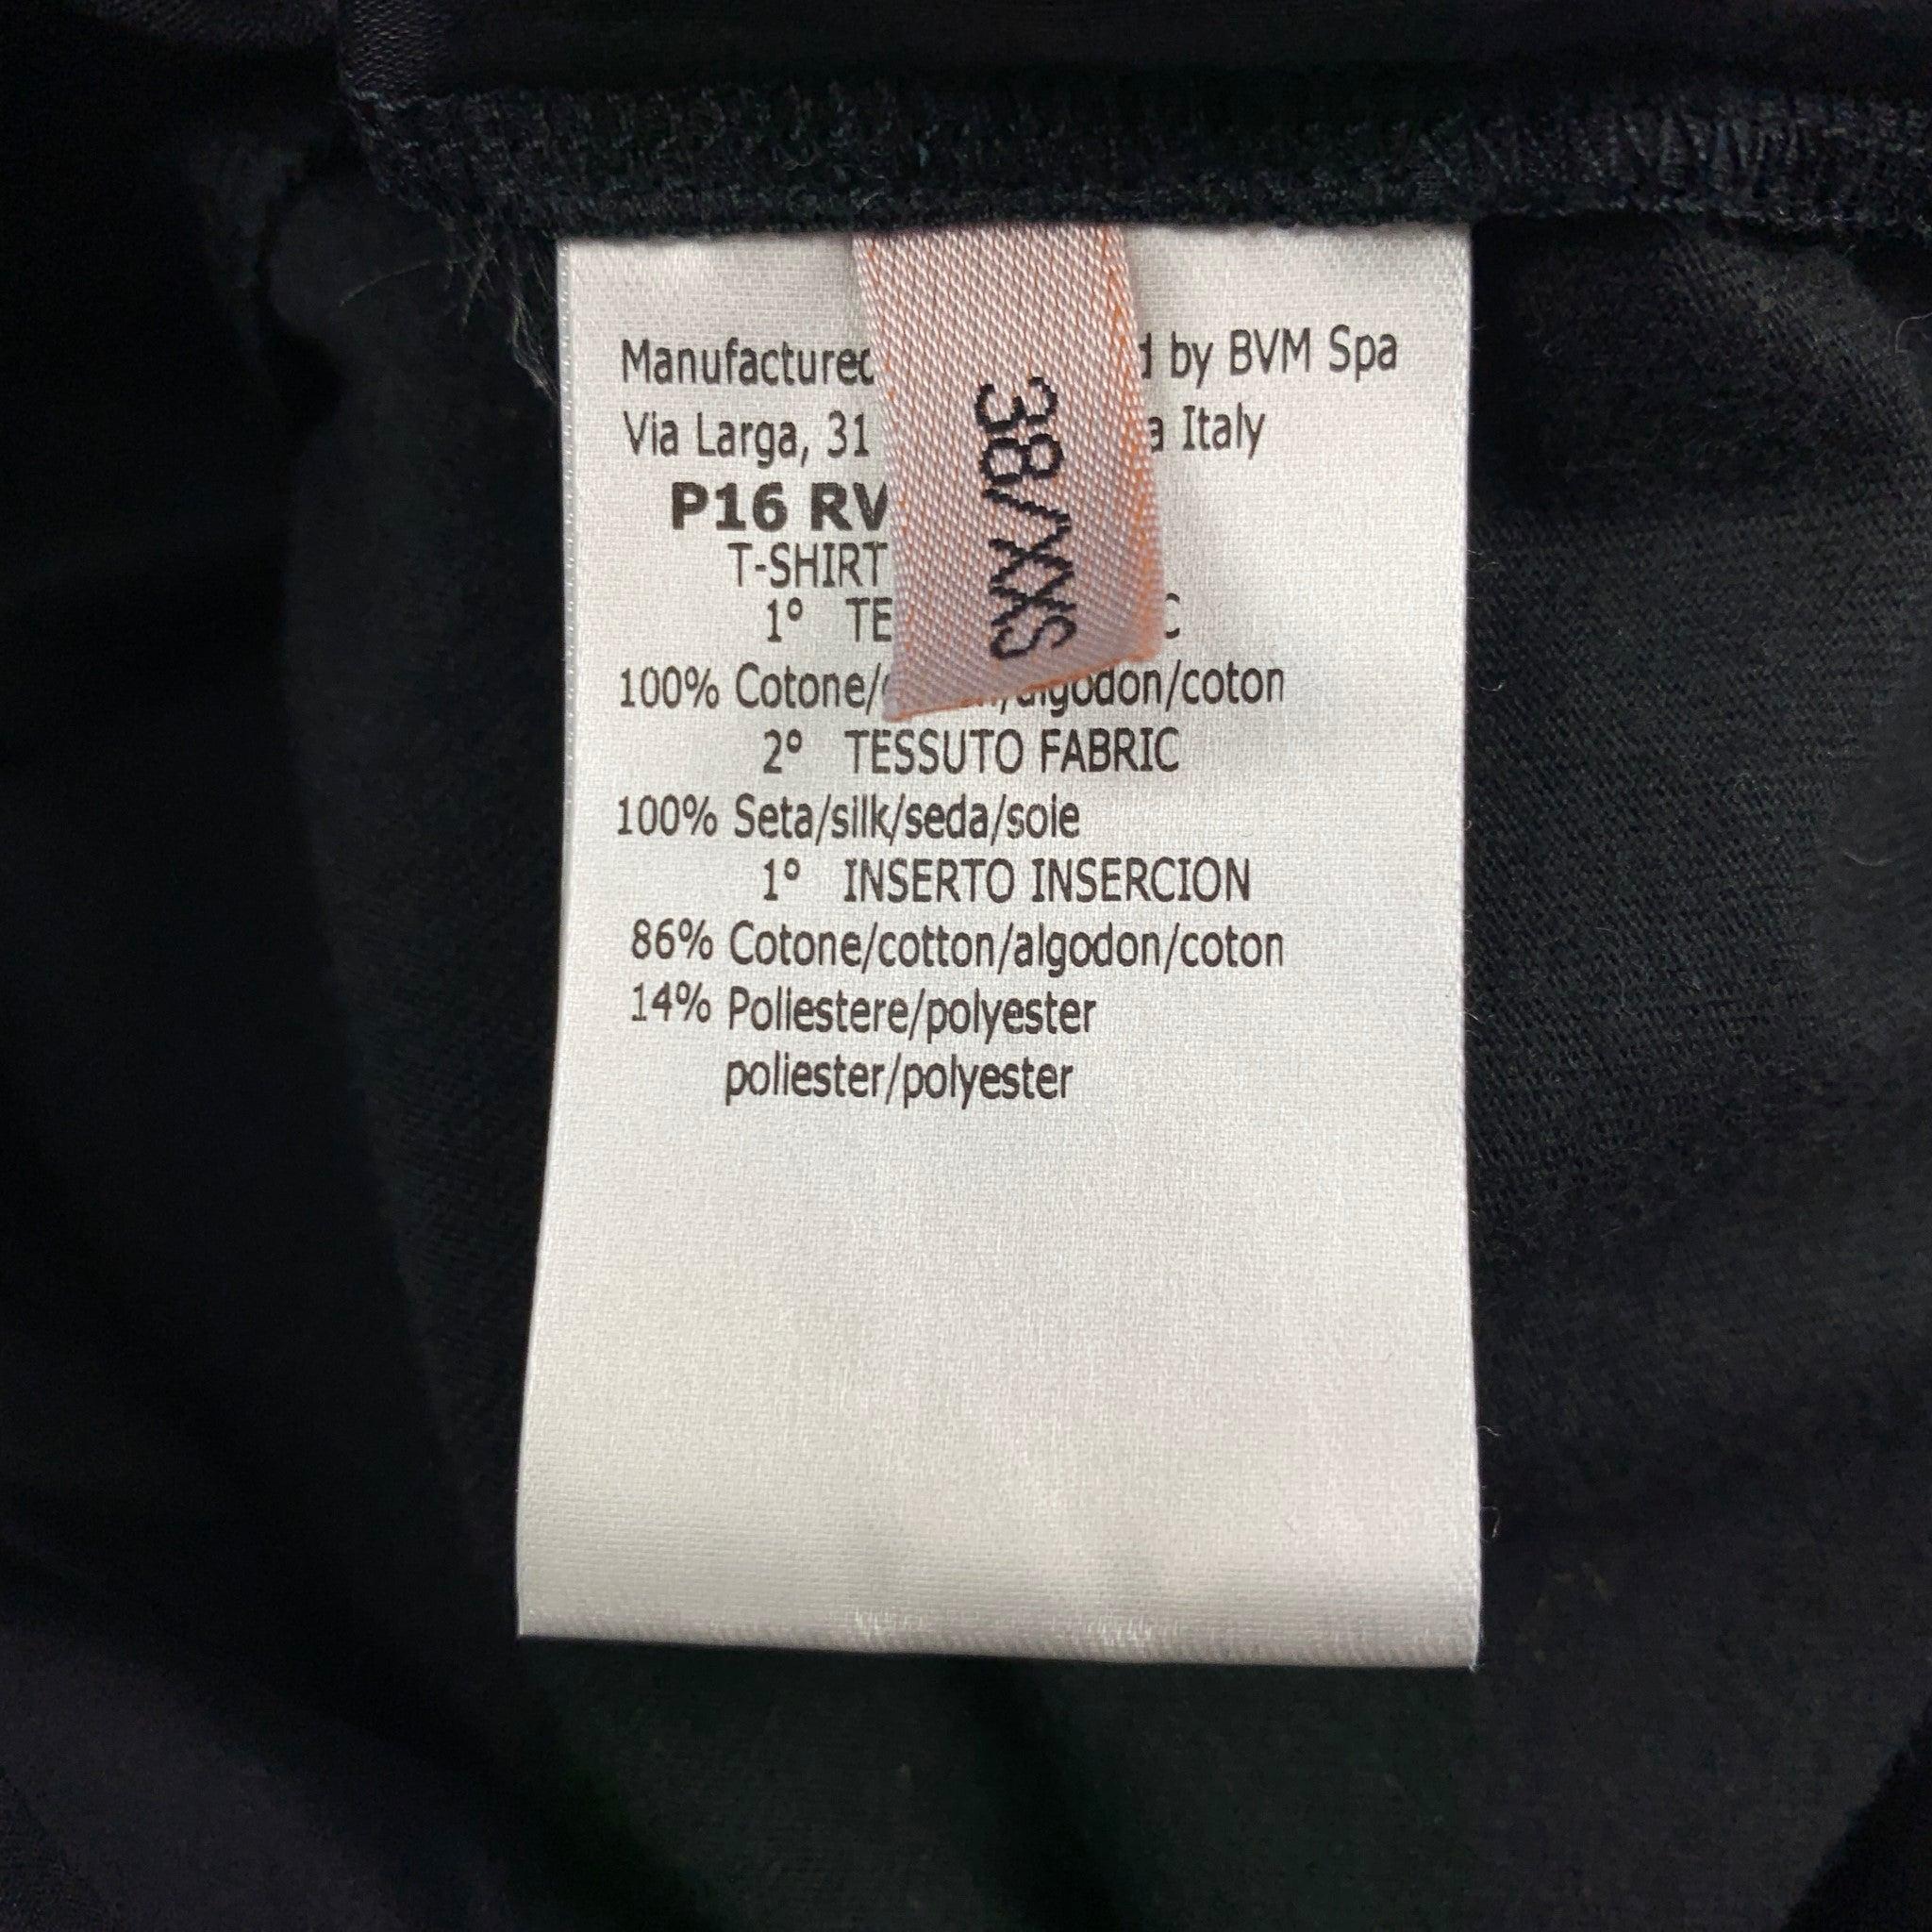 Manufactured by BVM Spa
Via Larga, 31 Italy
P16 RV
T-SHIRT
1°
100% Cotone/ /algodon/coton
2° TESSUTO FABRIC
100% Seta/silk/seda/soie
1° INSERTO INSERCION
86% Cotone/cotton/algodon/coton
14% Poliestere/polyester
poliester/polyester
38/XXS